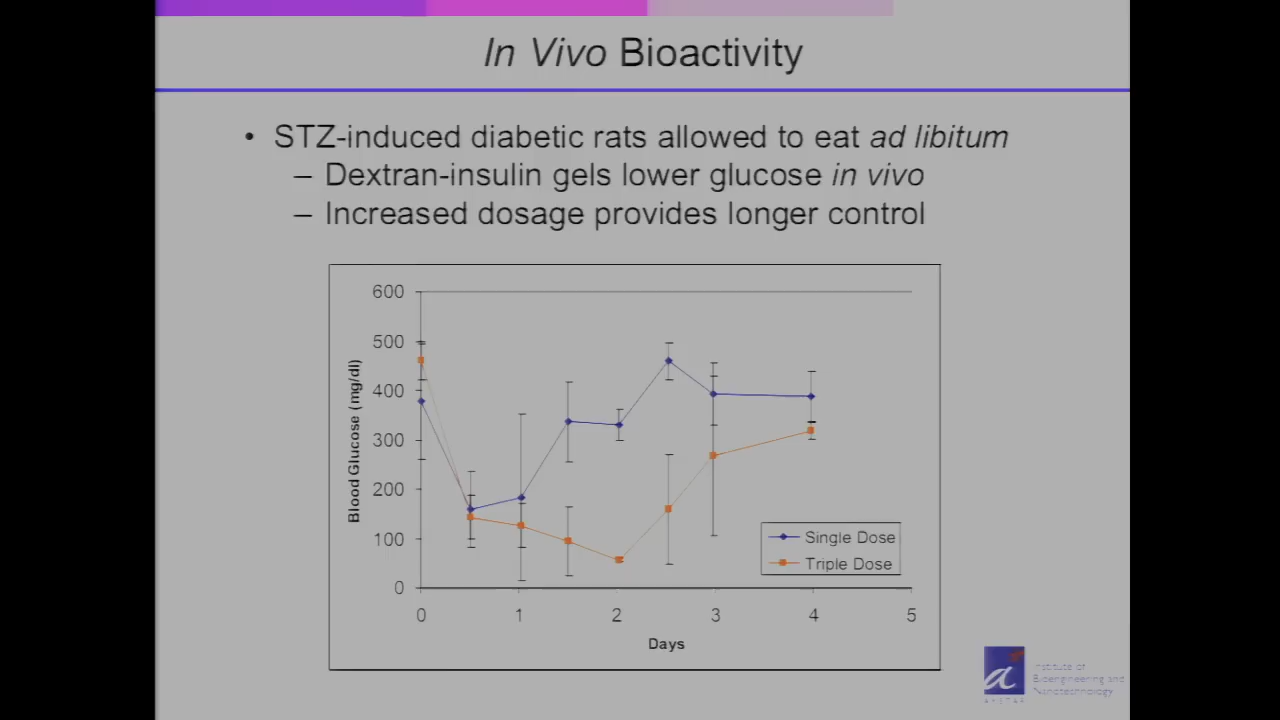 In Vivo Bioactivity
• STZ-induced diabetic rats allowed to eat ad libitum
– Dextran-insulin gels lower glucose in vivo
– Increased dosage provides longer control
600
500
400
300
200
100
0
Blood Glucose (mg/dl)
0 1 2 3 4 5
Days
Single Dose
Triple Dose
Institute of
Bioengineering and
Nanotechnology